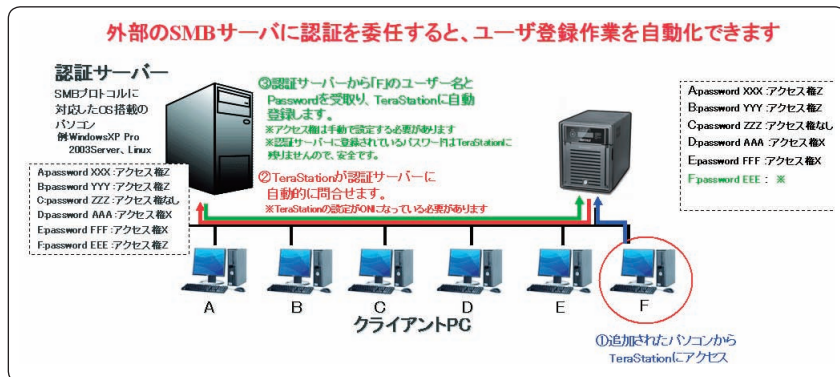 外部のSMBサーバに認証を委任すると、ユーザ登録作業を自動化できます
認証サーバー
SMBプロトコルに
対応したOS搭載の
パソコン
例WindowsXP Pro
2003Server、Linux
A:password XXX :アクセス権Z
B:password YYY :アクセス権Z
C:password ZZZ :アクセス権なし
D:password AAA :アクセス権X
E:password FFF :アクセス権X
F:password EEE :アクセス権Z
③認証サーバーから「F」のユーザー名と
Passwordを受取り、TeraStationに自動
登録します。
※アクセス権は手動で設定する必要があります
※認証サーバーに登録されているパスワードはTeraStationに
残りませんので、安全です。
②TeraStationが認証サーバーに
自動的に問合せます。
※TeraStationの設定がONになっている必要があります
A:password XXX :アクセス権Z
B:password YYY :アクセス権Z
C:password ZZZ :アクセス権なし
D:password AAA :アクセス権X
E:password FFF :アクセス権X
F:password EEE : ※
A
B
C
D
E
F
クライアントPC
①追加されたパソコンから
TeraStationにアクセス